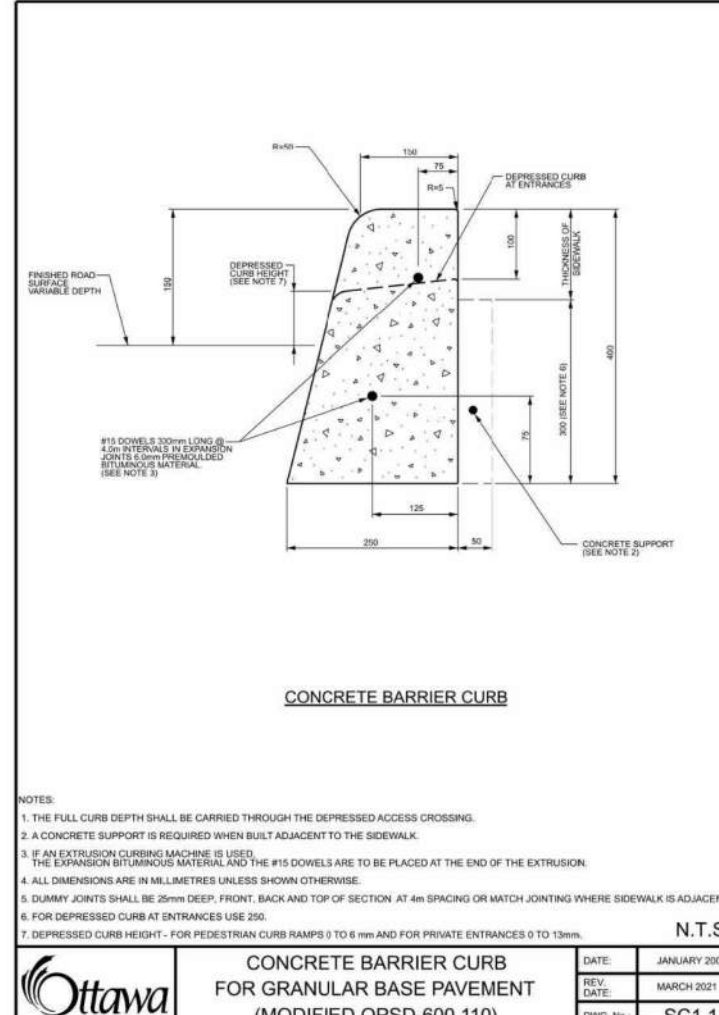 150
75
R=50
R=5
DEPRESSED CURB
AT ENTRANCES
150
DEPRESSED
CURB HEIGHT
(SEE NOTE 7)
100
THICKNESS OF
SIDEWALK
FINISHED ROAD
SURFACE
VARIABLE DEPTH
400
300 (SEE NOTE 6)
#15 DOWELS 300mm LONG @
4.0m INTERVALS IN EXPANSION
JOINTS 6.0mm PREMOULDED
BITUMINOUS MATERIAL
(SEE NOTE 3)
75
125
250
50
CONCRETE SUPPORT
(SEE NOTE 2)
CONCRETE BARRIER CURB
NOTES:
1. THE FULL CURB DEPTH SHALL BE CARRIED THROUGH THE DEPRESSED ACCESS CROSSING.
2. A CONCRETE SUPPORT IS REQUIRED WHEN BUILT ADJACENT TO THE SIDEWALK.
3. IF AN EXTRUSION CURBING MACHINE IS USED,
THE EXPANSION BITUMINOUS MATERIAL AND THE #15 DOWELS ARE TO BE PLACED AT THE END OF THE EXTRUSION.
4. ALL DIMENSIONS ARE IN MILLIMETRES UNLESS SHOWN OTHERWISE.
5. DUMMY JOINTS SHALL BE 25mm DEEP, FRONT, BACK AND TOP OF SECTION AT 4m SPACING OR MATCH JOINTING WHERE SIDEWALK IS
6. FOR DEPRESSED CURB AT ENTRANCES USE 250.
7. DEPRESSED CURB HEIGHT - FOR PEDESTRIAN CURB RAMPS 0 TO 6 mm AND FOR PRIVATE ENTRANCES 0 TO 13mm.
N.T.S
Ottawa
CONCRETE BARRIER CURB
FOR GRANULAR BASE PAVEMENT
(MODIFIED OPSD 600.110)
DATE:
JANUARY
REV.
DATE:
MARCH 2021
DWG. No.: